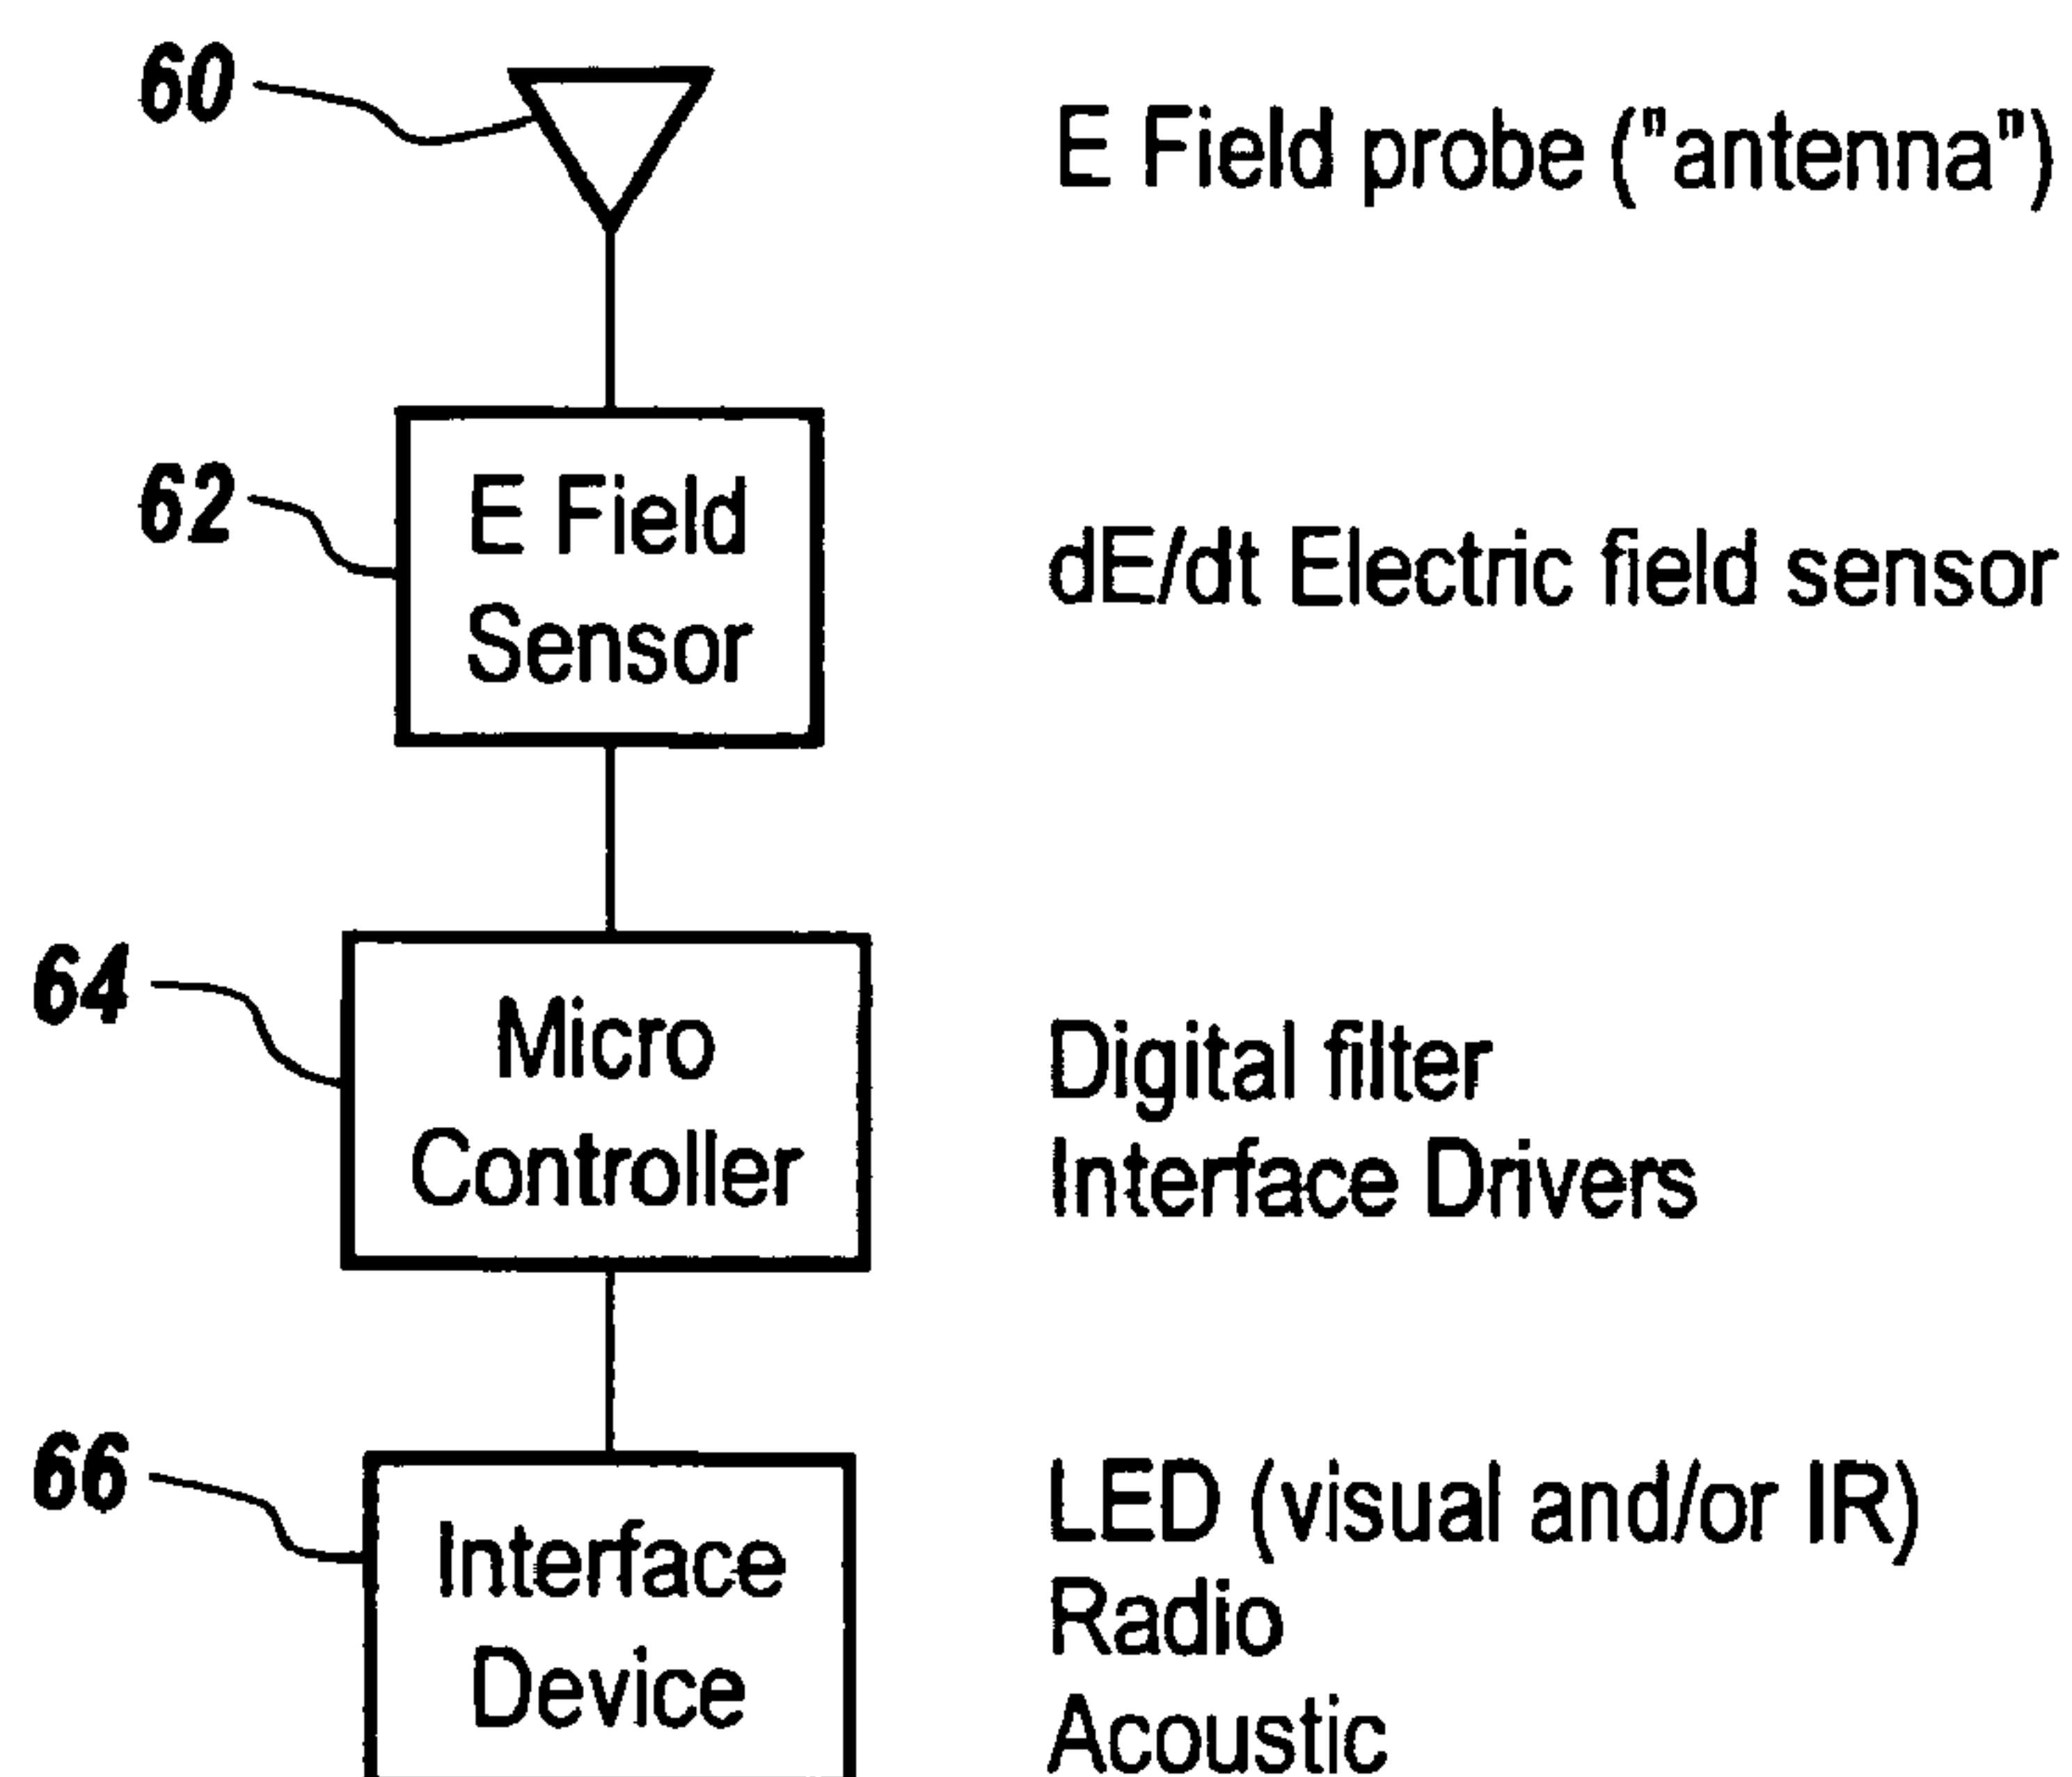 60
E Field probe ("antenna")
62
E Field
Sensor
dE/dt Electric field sensor
64
Micro
Controller
Digital filter
Interface Drivers
66
Interface
Device
LED (visual and/or IR)
Radio
Acoustic